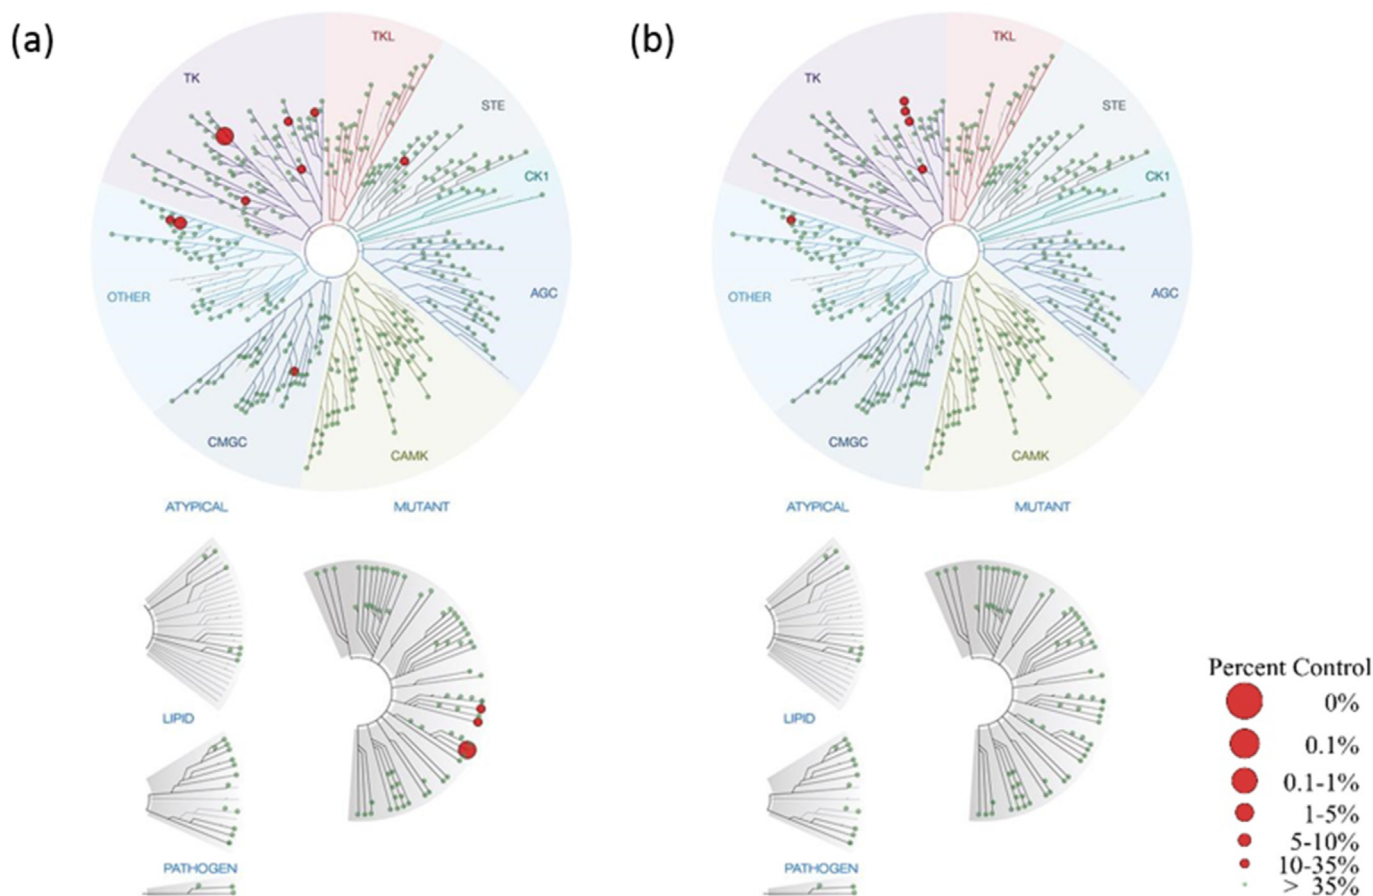 (a)
TK
TKL
STE
CK1
AGC
OTHER
CMGC
CAMK
ATYPICAL
MUTANT
LIPID
PATHOGEN
(b)
TK
TKL
STE
CK1
AGC
OTHER
CMGC
CAMK
ATYPICAL
MUTANT
LIPID
PATHOGEN
Percent Control
0%
0.1%
0.1-1%
1-5%
5-10%
10-35%
> 35%